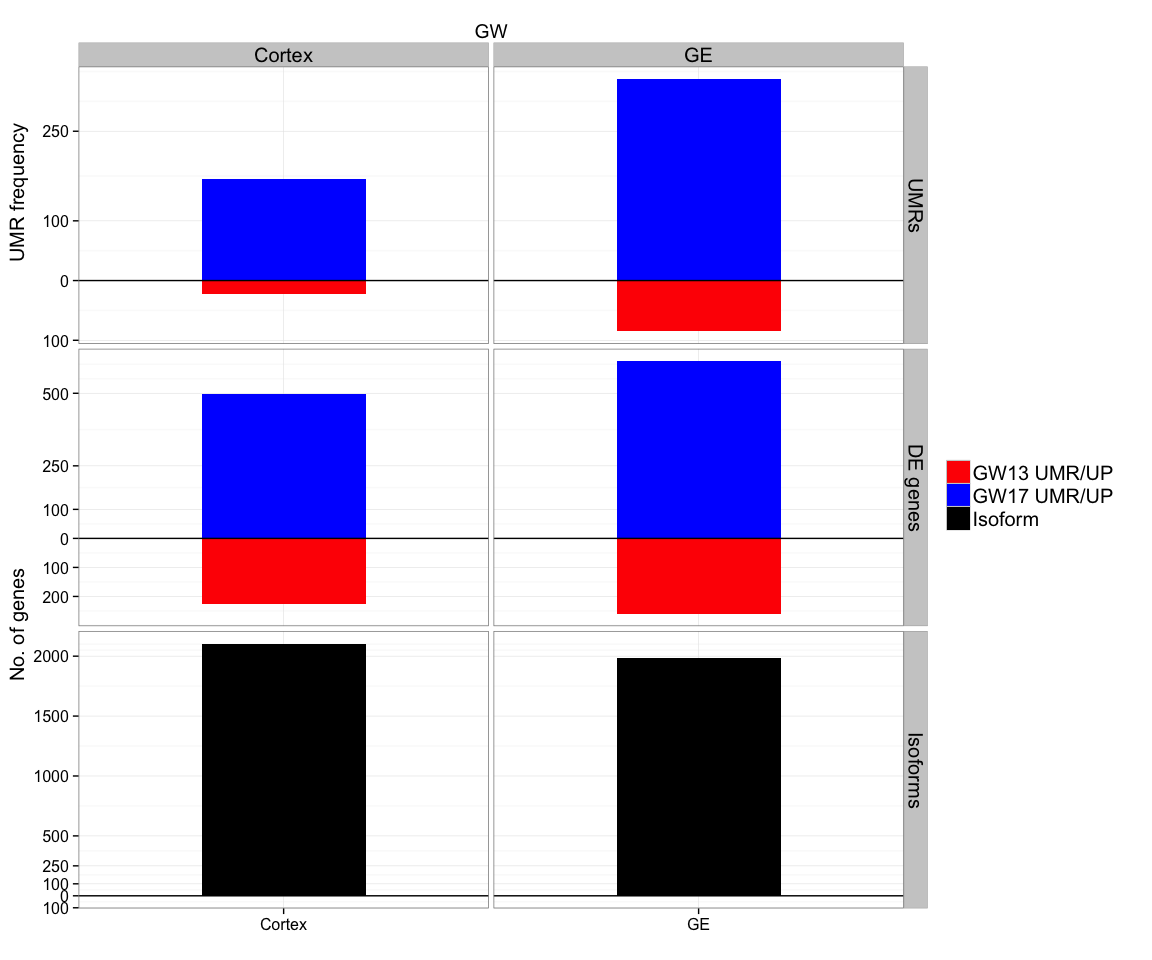 GW
Cortex
GE
UMR frequency
250
100
0
100
UMRs
500
250
100
0
100
200
DE genes
No. of genes
2000
1500
1000
500
250
100
0
100
Isoforms
Cortex
GE
GW13 UMR/UP
GW17 UMR/UP
Isoform